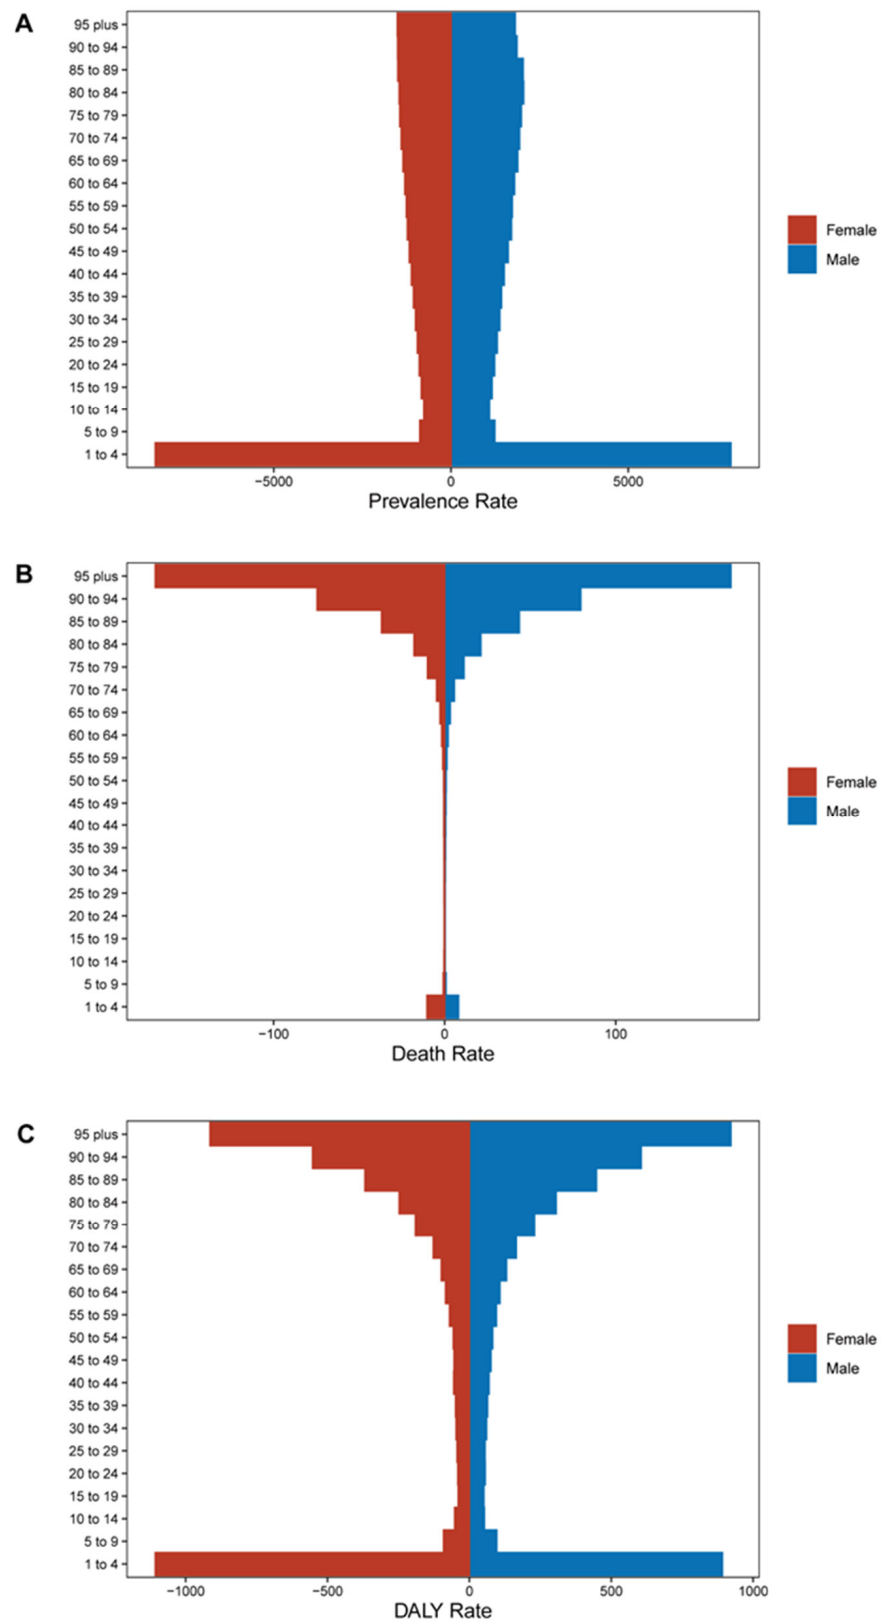 A
95 plus
90 to 94
85 to 89
80 to 84
75 to 79
70 to 74
65 to 69
60 to 64
55 to 59
50 to 54
45 to 49
40 to 44
35 to 39
30 to 34
25 to 29
20 to 24
15 to 19
10 to 14
5 to 9
1 to 4
−5000 0 5000
Prevalence Rate
Female
Male
B
95 plus
90 to 94
85 to 89
80 to 84
75 to 79
70 to 74
65 to 69
60 to 64
55 to 59
50 to 54
45 to 49
40 to 44
35 to 39
30 to 34
25 to 29
20 to 24
15 to 19
10 to 14
5 to 9
1 to 4
−100 0 100
Death Rate
Female
Male
C
95 plus
90 to 94
85 to 89
80 to 84
75 to 79
70 to 74
65 to 69
60 to 64
55 to 59
50 to 54
45 to 49
40 to 44
35 to 39
30 to 34
25 to 29
20 to 24
15 to 19
10 to 14
5 to 9
1 to 4
−1000 −500 0 500 1000
DALY Rate
Female
Male